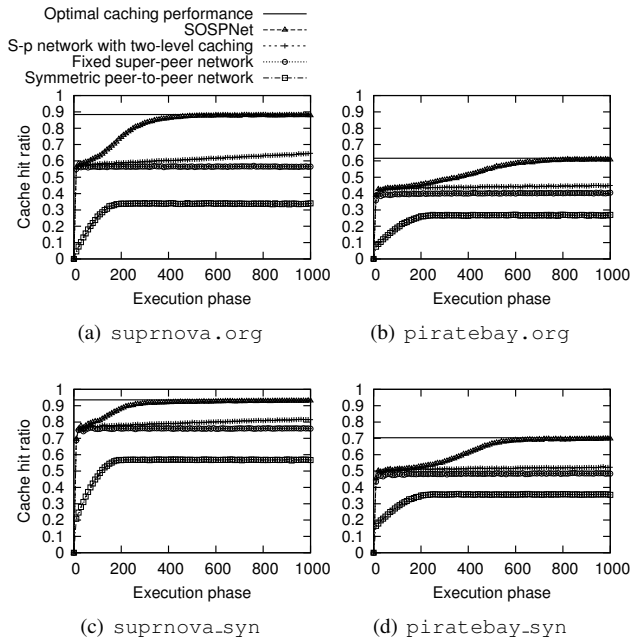 Optimal caching performance
SOSPNet
S-p network with two-level caching
Fixed super-peer network
Symmetric peer-to-peer network
Cache hit ratio
0.9
0.8
0.7
0.6
0.5
0.4
0.3
0.2
0.1
0
0 200 400 600 800 1000
Execution phase
(a) suprnova.org
0.9
0.8
0.7
0.6
0.5
0.4
0.3
0.2
0.1
0
0 200 400 600 800 1000
Execution phase
(b) piratebay.org
Cache hit ratio
1
0.9
0.8
0.7
0.6
0.5
0.4
0.3
0.2
0.1
0
0 200 400 600 800 1000
Execution phase
(c) suprnova_syn
1
0.9
0.8
0.7
0.6
0.5
0.4
0.3
0.2
0.1
0
0 200 400 600 800 1000
Execution phase
(d) piratebay_syn